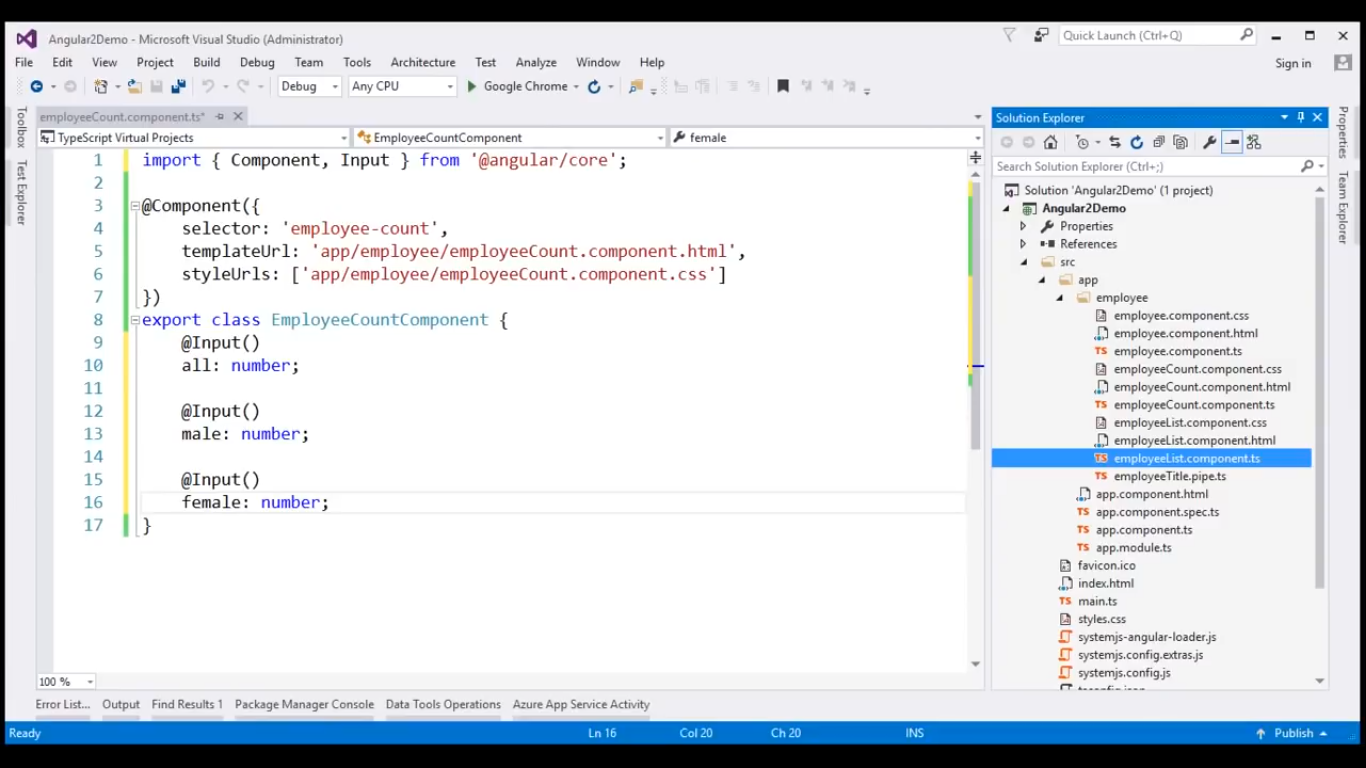 Angular2Demo - Microsoft Visual Studio (Administrator)
Quick Launch (Ctrl+Q)
File Edit View Project Build Debug Team Tools Architecture Test Analyze Window Help
Sign in
Debug Any CPU Google Chrome
Toolbox
Test Explorer
employeeCount.component.ts*
TypeScript Virtual Projects EmployeeCountComponent female
1 import { Component, Input } from '@angular/core';
2
3 @Component({
4 selector: 'employee-count',
5 templateUrl: 'app/employee/employeeCount.component.html',
6 styleUrls: ['app/employee/employeeCount.component.css']
7 })
8 export class EmployeeCountComponent {
9 @Input()
10 all: number;
11
12 @Input()
13 male: number;
14
15 @Input()
16 female: number;
17 }
100 %
Solution Explorer
Search Solution Explorer (Ctrl+;)
Solution 'Angular2Demo' (1 project)
Angular2Demo
Properties
References
src
app
employee
employee.component.css
TS employee.component.html
TS employee.component.ts
employeeCount.component.css
employeeCount.component.html
TS employeeCount.component.ts
employeeList.component.css
employeeList.component.html
TS employeeList.component.ts
TS employeeTitle.pipe.ts
app.component.html
TS app.component.spec.ts
TS app.component.ts
TS app.module.ts
favicon.ico
index.html
TS main.ts
styles.css
systemjs-angular-loader.js
systemjs.config.extras.js
systemjs.config.js
Properties
Team Explorer
Error List... Output Find Results 1 Package Manager Console Data Tools Operations Azure App Service Activity
Ready Ln 16 Col 20 Ch 20 INS Publish